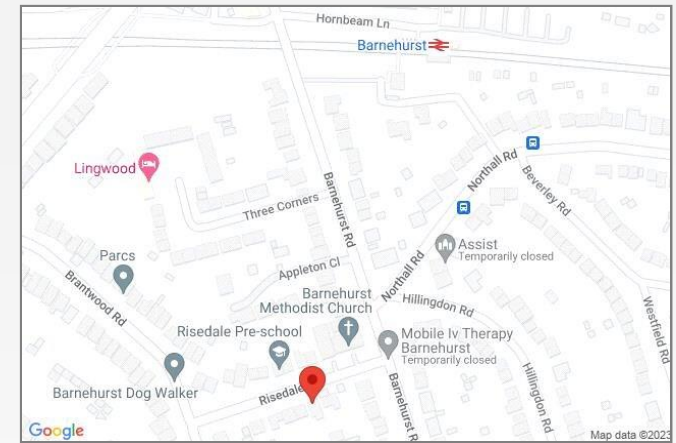 Hornbeam Ln
Barnehurst
Lingwood
Northall Rd
Beverley Rd
Barnehurst Rd
Three Corners
Assist
Temporarily closed
Parcs
Appleton Cl
Northall Rd
Brantwood Rd
Barnehurst
Methodist Church
Hillingdon Rd
Westfield Rd
Risedale Pre-school
Mobile Iv Therapy
Barnehurst
Temporarily closed
Hillingdon Rd
Barnehurst Dog Walker
Risedale
Barnehurst R
Google
Map data ©2023